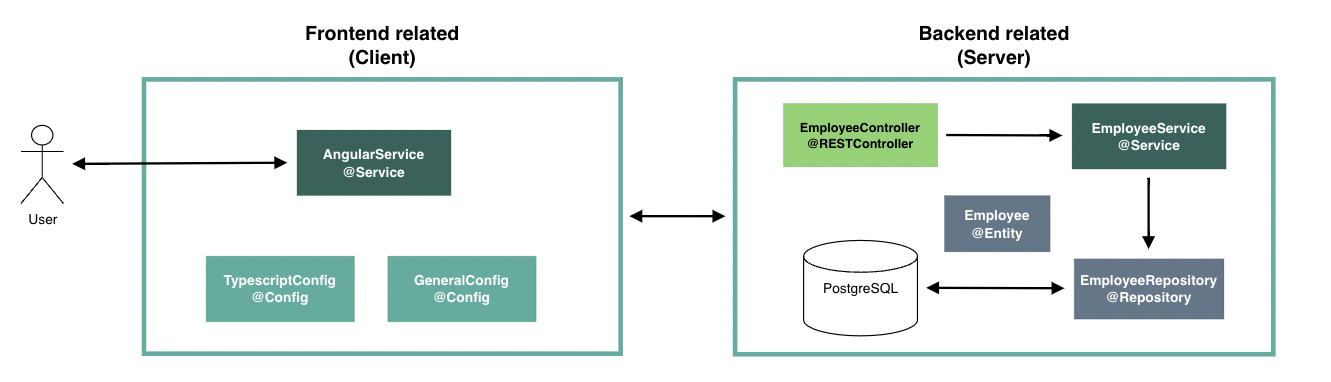 Frontend related
(Client)
Backend related
(Server)
User
AngularService
@Service
TypescriptConfig
@Config
GeneralConfig
@Config
EmployeeController
@RESTController
EmployeeService
@Service
Employee
@Entity
PostgreSQL
EmployeeRepository
@Repository